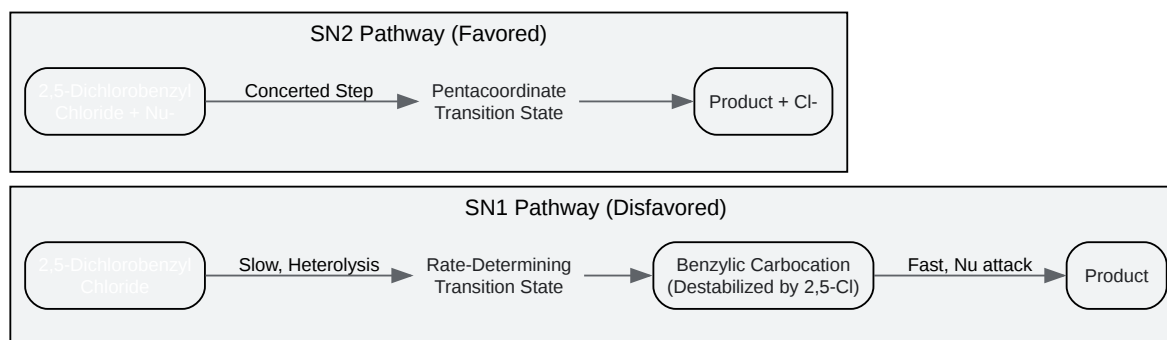 SN2 Pathway (Favored)
2,5-Dichlorobenzyl
Chloride + Nu-
Concerted Step
Pentacoordinate
Transition State
Product + Cl-
SN1 Pathway (Disfavored)
2,5-Dichlorobenzyl
Chloride
Slow, Heterolysis
Rate-Determining
Transition State
Benzylic Carbocation
(Destabilized by 2,5-Cl)
Fast, Nu attack
Product